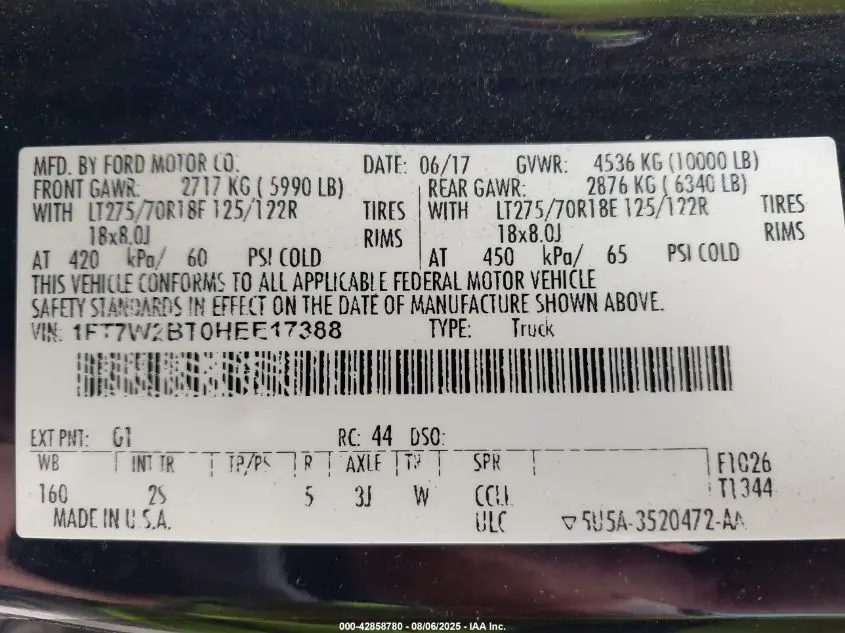 MFD. BY FORD MOTOR CO. DATE: 06/17 GVWR: 4536 KG (10000 LB)
FRONT GAWR: 2717 KG ( 5990 LB) REAR GAWR: 2876 KG ( 6340 LB)
WITH LT275/70R18F 125/122R TIRES WITH LT275/70R18E 125/122R TIRES
18x8.0J RIMS 18x8.0J RIMS
AT 420 kPa/ 60 PSI COLD AT 450 kPa/ 65 PSI COLD
THIS VEHICLE CONFORMS TO ALL APPLICABLE FEDERAL MOTOR VEHICLE
SAFETY STANDARDS IN EFFECT ON THE DATE OF MANUFACTURE SHOWN ABOVE.
VIN: 1FT7W2BT0HEE17388 TYPE: Truck
EXT PNT: G1 RC: 44 DSO:
WB INT TR TP/PS R AXLE TR SPR F1026
160 2S 5 3J W CCLL T1344
MADE IN U.S.A. ULC ▽5U5A-3520472-AA
000-42858780 - 08/06/2025 - IAA Inc.